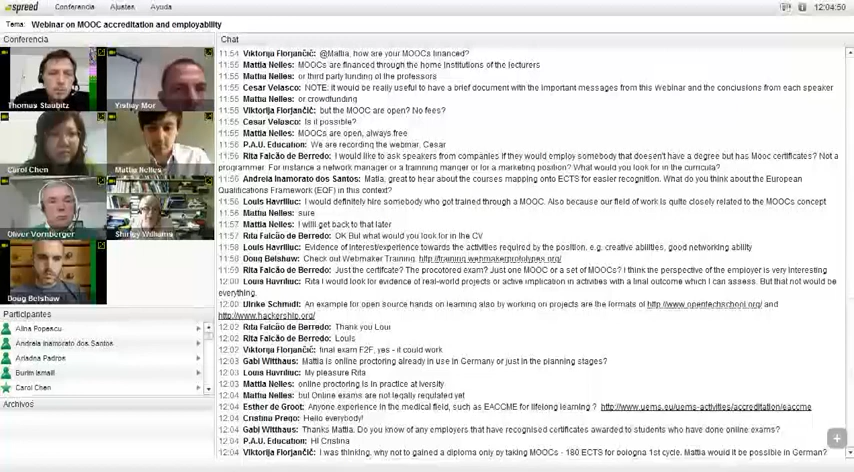 spreed Conferencia Ajustes Ayuda 12:04:50
Tema: Webinar on MOOC accreditation and employability
Conferencia
Thomas Staubitz
Yishay Mor
Carol Chen
Mattia Nelles
Oliver Vornberger
Shirley Williams
Doug Belshaw
Participantes
Alina Popescu
Andreia Inamorato dos Santos
Ariadna Padros
Burim Ismaili
Carol Chen
Archivos
Chat
11:54 Viktorija Florjančič: @Mattia, how are your MOOCs financed?
11:55 Mattia Nelles: MOOCs are financed through the home institutions of the lecturers
11:55 Mattia Nelles: or third party funding of the professors
11:55 Cesar Velasco: NOTE: it would be really useful to have a brief document with the important messages from this Webinar and the conclusions from each speaker
11:55 Mattia Nelles: or crowdfunding
11:55 Viktorija Florjančič: but the MOOC are open? No fees?
11:55 Cesar Velasco: Is it possible?
11:55 Mattia Nelles: MOOCs are open, always free
11:56 P.A.U. Education: We are recording the webinar, Cesar
11:56 Rita Falcão de Berredo: I would like to ask speakers from companies if they would employ somebody that doesen't have a degree but has Mooc certificates? Not a
programmer. For instance a network manager or a training manger or for a marketing position? What would you look for in the curricula?
11:56 Andreia Inamorato dos Santos: Matia, great to hear about the courses mapping onto ECTS for easier recognition. What do you think about the European
Qualifications Framework (EQF) in this context?
11:56 Louis Havriliuc: I would definitely hire somebody who got trained through a MOOC. Also because our field of work is quite closely related to the MOOCs concept
11:56 Mattia Nelles: sure
11:57 Mattia Nelles: I will get back to that later
11:57 Rita Falcão de Berredo: OK But what would you look for in the CV
11:58 Louis Havriliuc: Evidence of interest/experience towards the activities required by the position, e.g. creative abilities, good networking ability
11:58 Doug Belshaw: Check out Webmaker Training: http://training.webmakerprototypes.org/
11:59 Rita Falcão de Berredo: Just the certifcate? The procotored exam? Just one MOOC or a set of MOOCs? I think the perspective of the employer is very interesting
12:00 Louis Havriliuc: Rita I would look for evidence of real-world projects or active implication in activities with a final outcome which I can assess. But that not would be
everything.
12:00 Ulrike Schmidt: An example for open source hands on learning also by working on projects are the formats of http://www.opentechschool.org/ and
http://www.hackership.org/
12:02 Rita Falcão de Berredo: Thank you Loui
12:02 Rita Falcão de Berredo: Louis
12:02 Viktorija Florjančič: final exam F2F, yes - it could work
12:03 Gabi Witthaus: Mattia is online proctoring already in use in Germany or just in the planning stages?
12:03 Louis Havriliuc: My pleasure Rita
12:03 Mattia Nelles: online proctoring is in practice at iversity
12:04 Mattia Nelles: but Online exams are not legally regulated yet
12:04 Esther de Groot: Anyone experience in the medical field, such as EACCME for lifelong learning ? http://www.uems.eu/uems-activities/accreditation/eaccme
12:04 Cristina Prego: Hello everybody!
12:04 Gabi Witthaus: Thanks Mattia. Do you know of any employers that have recognised certificates awarded to students who have done online exams?
12:04 P.A.U. Education: Hi Cristina
12:04 Viktorija Florjančič: I was thinking, why not to gained a diploma only by taking MOOCs - 180 ECTS for bologna 1st cycle. Mattia would it be possible in German?